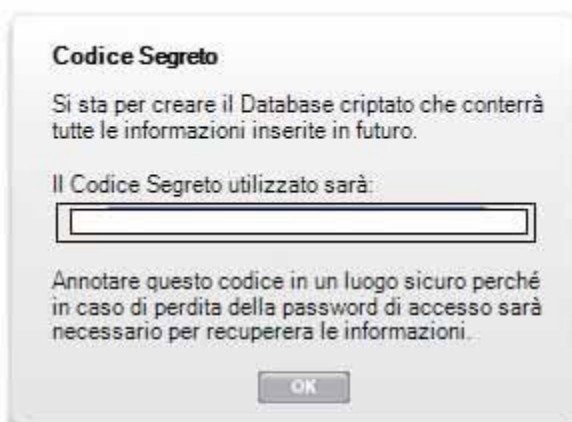 Codice Segreto
Si sta per creare il Database criptato che conterrà
tutte le informazioni inserite in futuro.
Il Codice Segreto utilizzato sarà:
Annotare questo codice in un luogo sicuro perché
in caso di perdita della password di accesso sarà
necessario per recuperera le informazioni.
OK